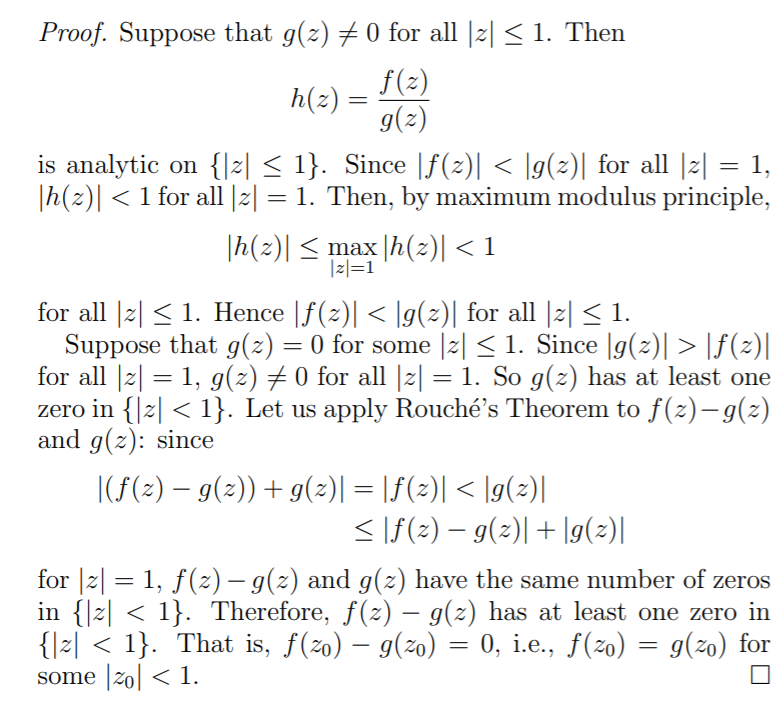 Proof. Suppose that g(z) ≠ 0 for all |z| ≤ 1. Then
h(z) = f(z)/g(z)
is analytic on {|z| ≤ 1}. Since |f(z)| < |g(z)| for all |z| = 1,
|h(z)| < 1 for all |z| = 1. Then, by maximum modulus principle,
|h(z)| ≤ max_{|z|=1} |h(z)| < 1
for all |z| ≤ 1. Hence |f(z)| < |g(z)| for all |z| ≤ 1.
Suppose that g(z) = 0 for some |z| ≤ 1. Since |g(z)| > |f(z)|
for all |z| = 1, g(z) ≠ 0 for all |z| = 1. So g(z) has at least one
zero in {|z| < 1}. Let us apply Rouché's Theorem to f(z)−g(z)
and g(z): since
|(f(z) − g(z)) + g(z)| = |f(z)| < |g(z)|
≤ |f(z) − g(z)| + |g(z)|
for |z| = 1, f(z) − g(z) and g(z) have the same number of zeros
in {|z| < 1}. Therefore, f(z) − g(z) has at least one zero in
{|z| < 1}. That is, f(z₀) − g(z₀) = 0, i.e., f(z₀) = g(z₀) for
some |z₀| < 1. □